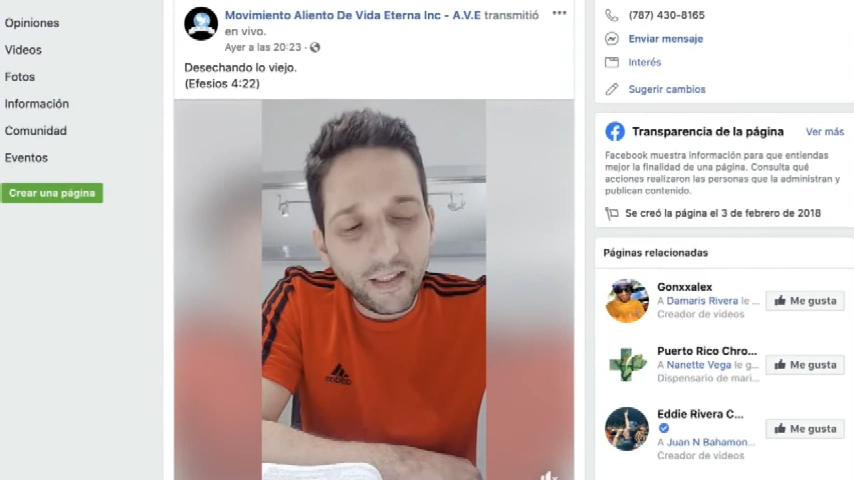 Opiniones
Videos
Fotos
Información
Comunidad
Eventos
Crear una página
Movimiento Aliento De Vida Eterna Inc - A.V.E transmitió
en vivo.
Ayer a las 20:23 ·
Desechando lo viejo.
(Efesios 4:22)
adidas
(787) 430-8165
Enviar mensaje
Interés
Sugerir cambios
Transparencia de la página Ver más
Facebook muestra información para que entiendas
mejor la finalidad de una página. Consulta qué
acciones realizaron las personas que la administran y
publican contenido.
Se creó la página el 3 de febrero de 2018
Páginas relacionadas
Gonxxalex
A Damaris Rivera le ...
Creador de videos
Me gusta
Puerto Rico Chro...
A Nanette Vega le g...
Dispensario de mari...
Me gusta
Eddie Rivera C...
A Juan N Bahamon...
Creador de videos
Me gusta